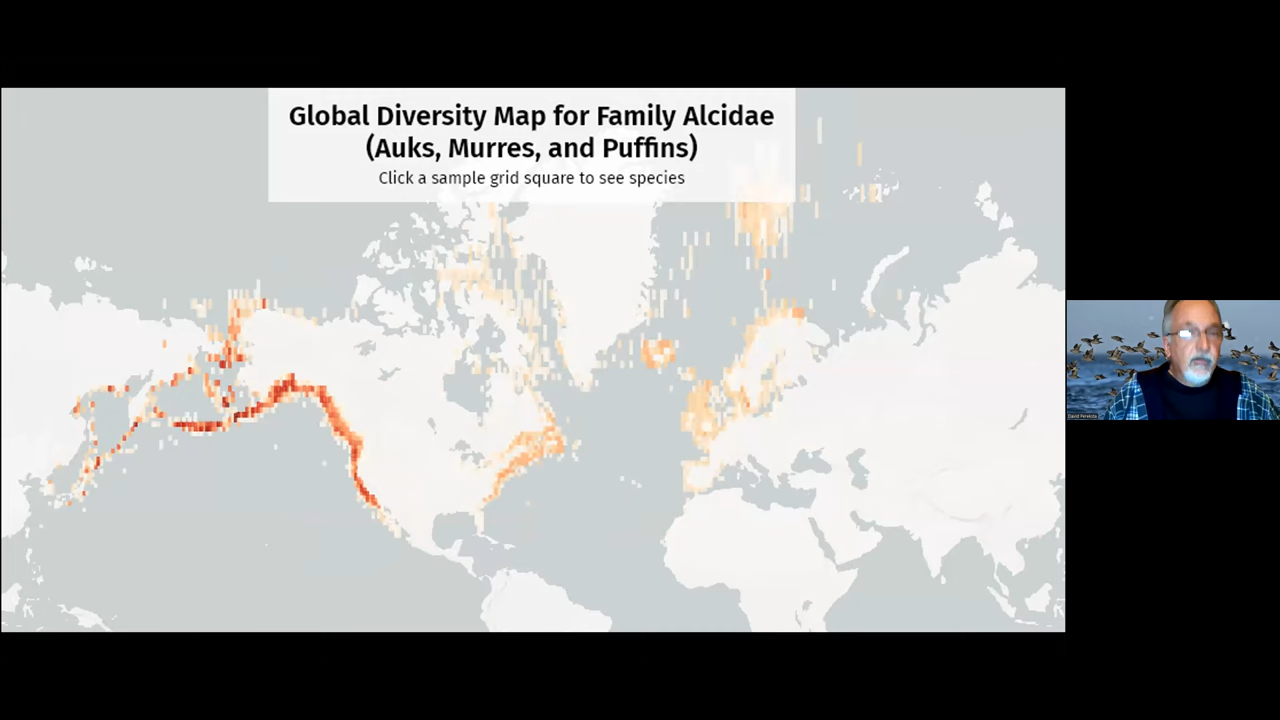 Global Diversity Map for Family Alcidae
(Auks, Murres, and Puffins)
Click a sample grid square to see species